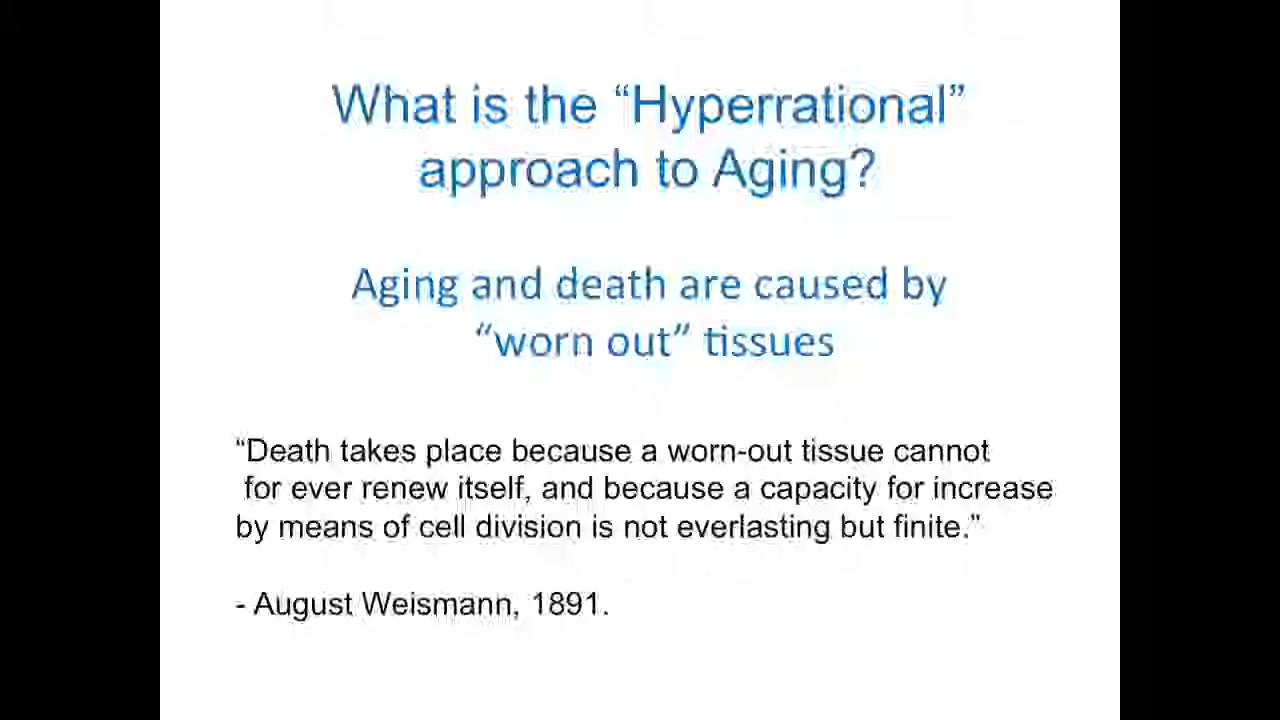 What is the “Hyperrational”
approach to Aging?
Aging and death are caused by
“worn out” tissues
“Death takes place because a worn-out tissue cannot
for ever renew itself, and because a capacity for increase
by means of cell division is not everlasting but finite.”
- August Weismann, 1891.